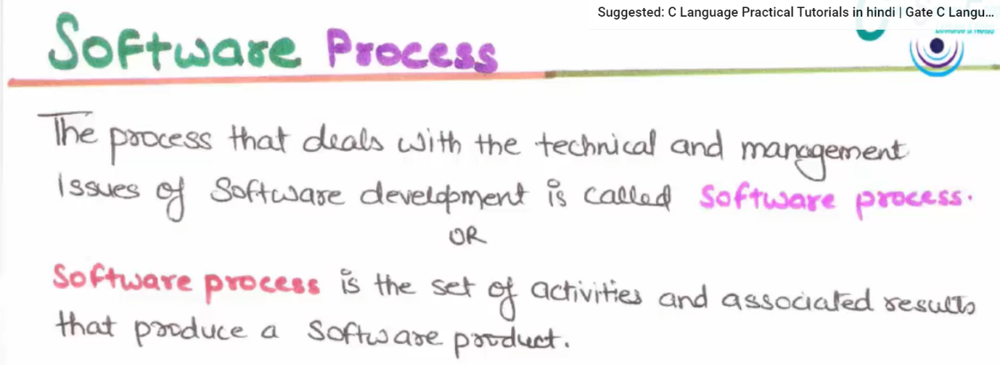 Suggested: C Language Practical Tutorials in hindi | Gate C Langu...
Software Process
The process that deals with the technical and management
issues of software development is called software process.
OR
Software process is the set of activities and associated results
that produce a software product.